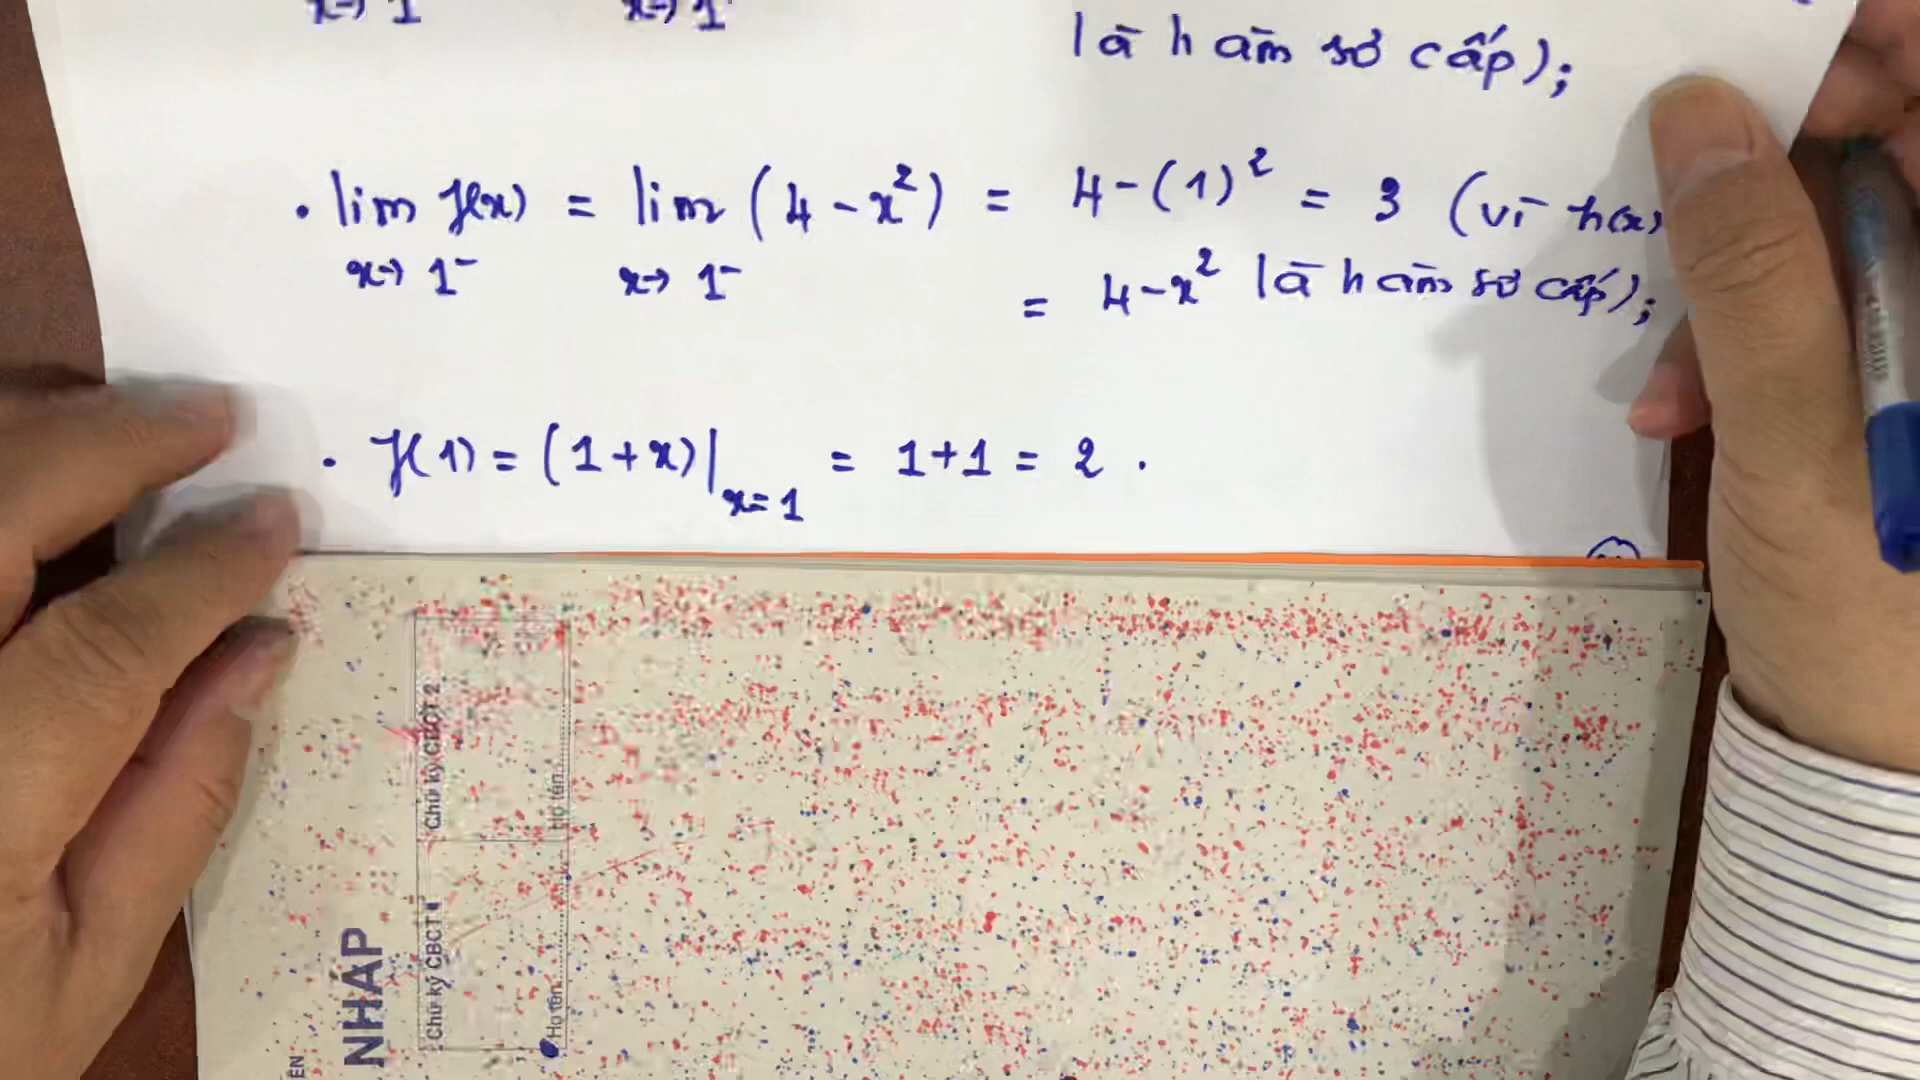 x→ 1 x→ 1
là hàm sơ cấp);
. lim f(x) = lim (4 - x²) = 4 - (1)² = 3 (vì h(x)
x→ 1⁻ x→ 1⁻
= 4 - x² là hàm sơ cấp);
. f(1) = (1+x)|ₓ₌₁ = 1+1 = 2 .
Chữ ký CBCT 2
Họ tên:
Chữ ký CBCT 1
Họ tên:
NHÁP